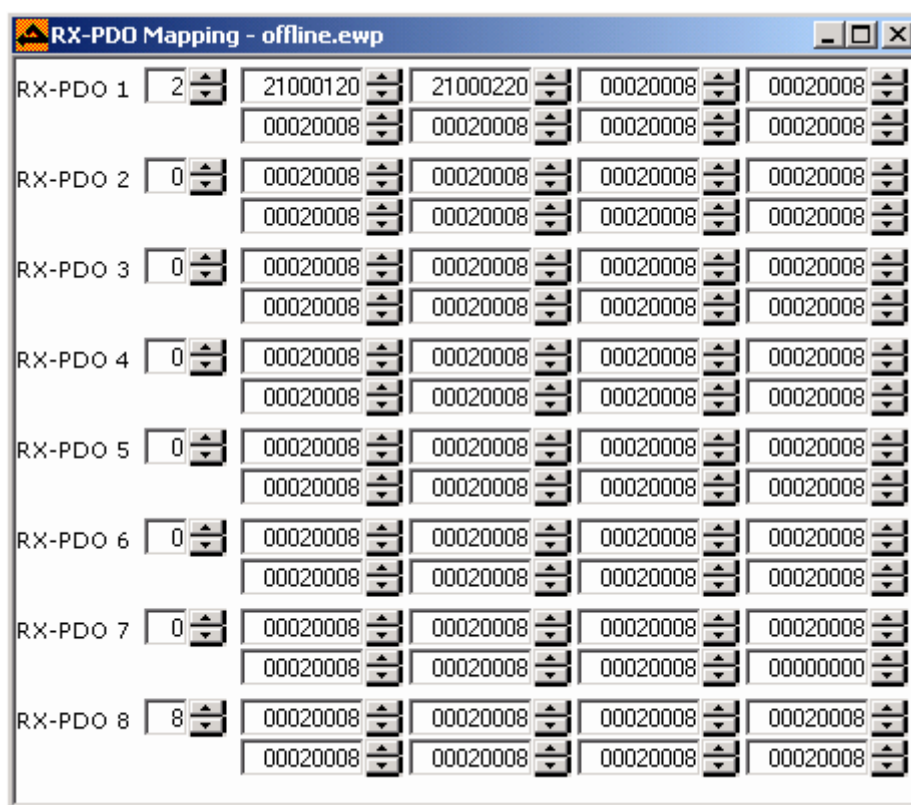 RX-PDO Mapping - offline.ewp
RX-PDO 1 2 21000120 21000220 00020008 00020008
00020008 00020008 00020008 00020008
RX-PDO 2 0 00020008 00020008 00020008 00020008
00020008 00020008 00020008 00020008
RX-PDO 3 0 00020008 00020008 00020008 00020008
00020008 00020008 00020008 00020008
RX-PDO 4 0 00020008 00020008 00020008 00020008
00020008 00020008 00020008 00020008
RX-PDO 5 0 00020008 00020008 00020008 00020008
00020008 00020008 00020008 00020008
RX-PDO 6 0 00020008 00020008 00020008 00020008
00020008 00020008 00020008 00020008
RX-PDO 7 0 00020008 00020008 00020008 00020008
00020008 00020008 00020008 00000000
RX-PDO 8 8 00020008 00020008 00020008 00020008
00020008 00020008 00020008 00020008